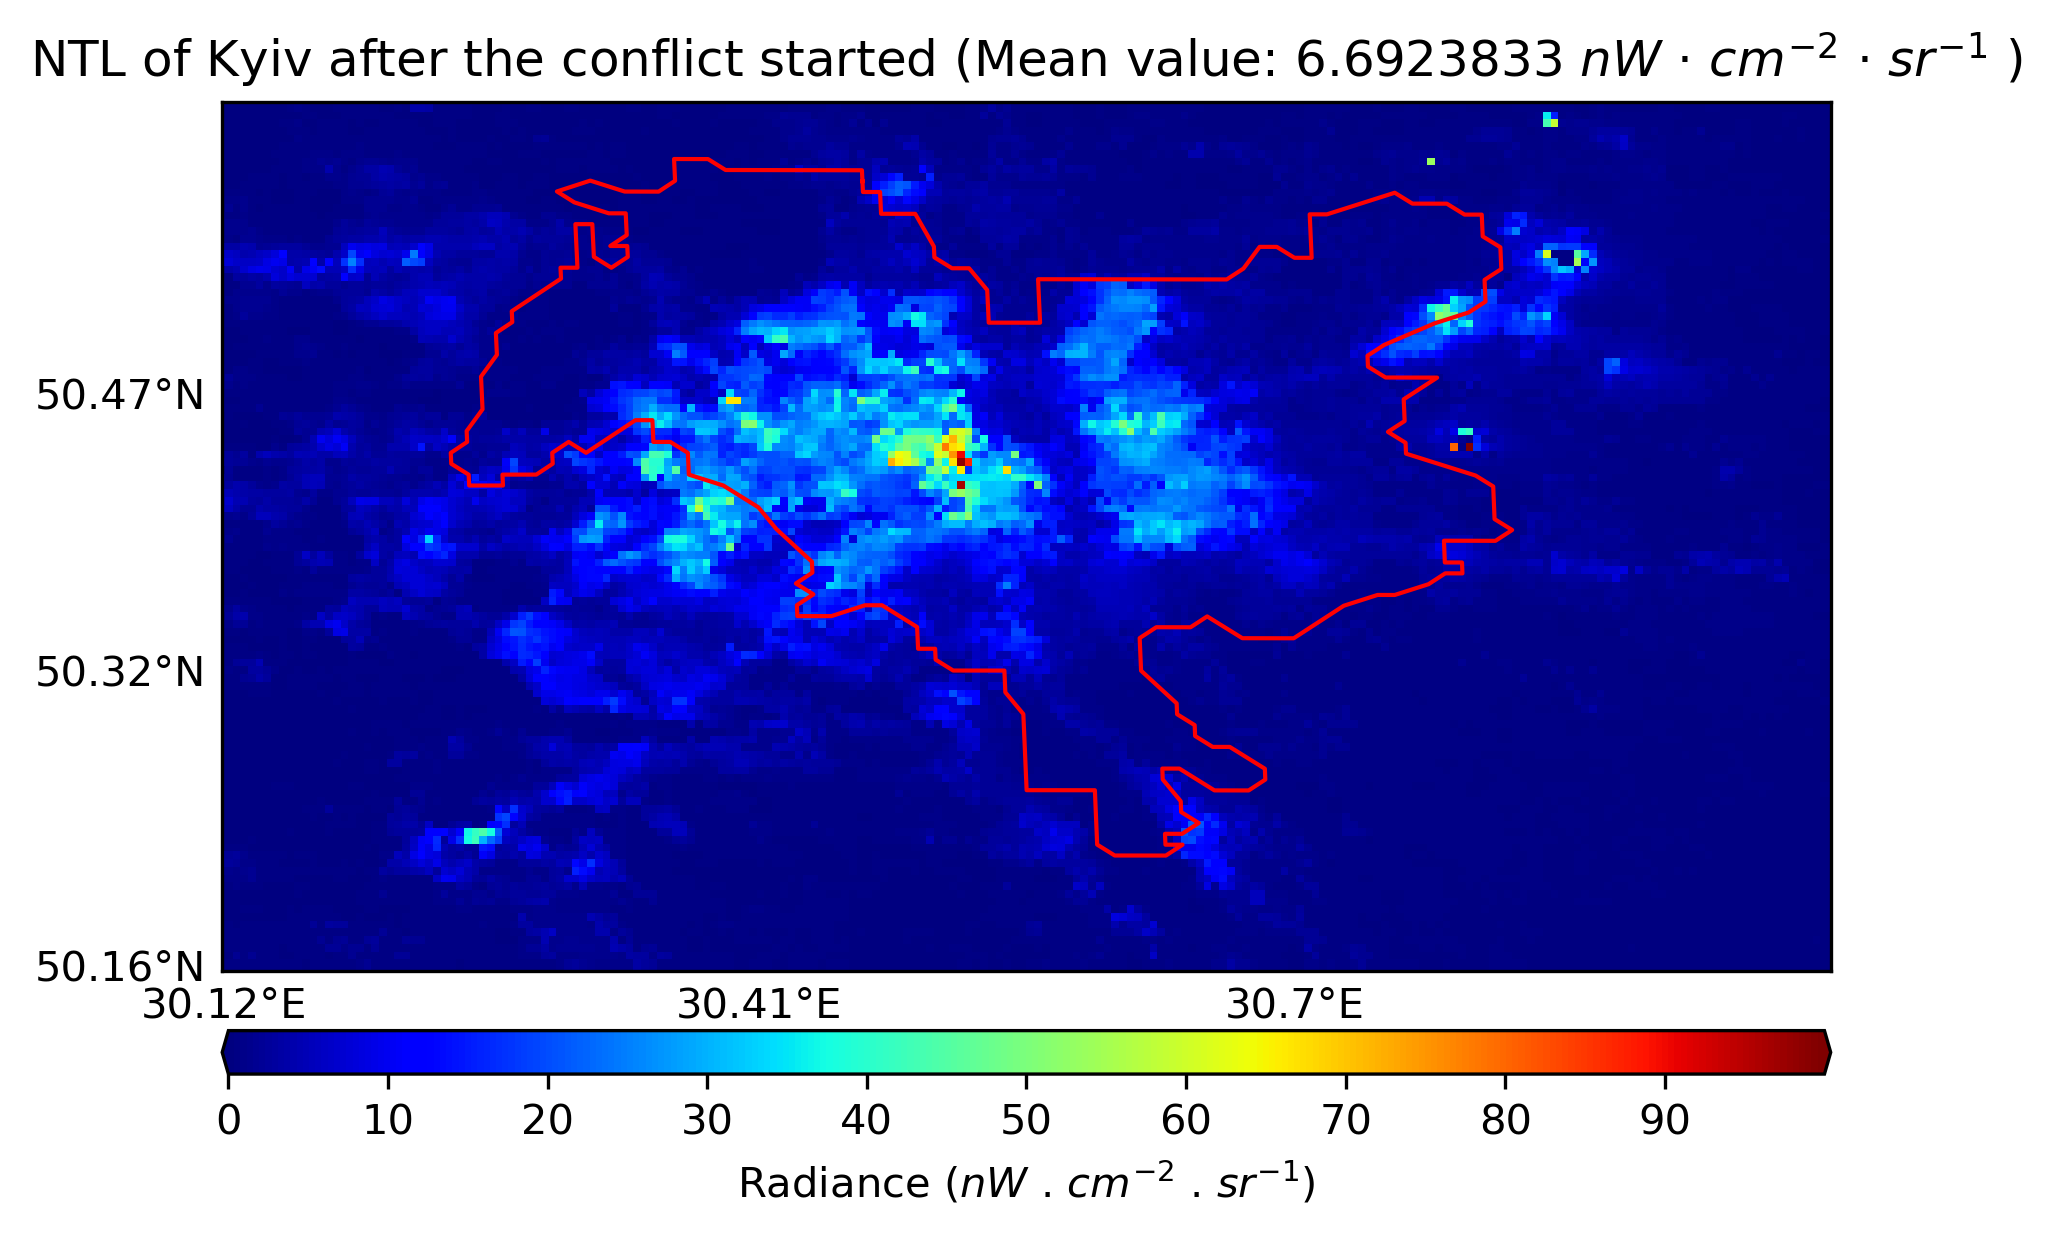 NTL of Kyiv after the conflict started (Mean value: 6.6923833 nW · cm⁻² · sr⁻¹ )
50.47°N
50.32°N
50.16°N
30.12°E 30.41°E 30.7°E
0 10 20 30 40 50 60 70 80 90
Radiance (nW . cm⁻² . sr⁻¹)